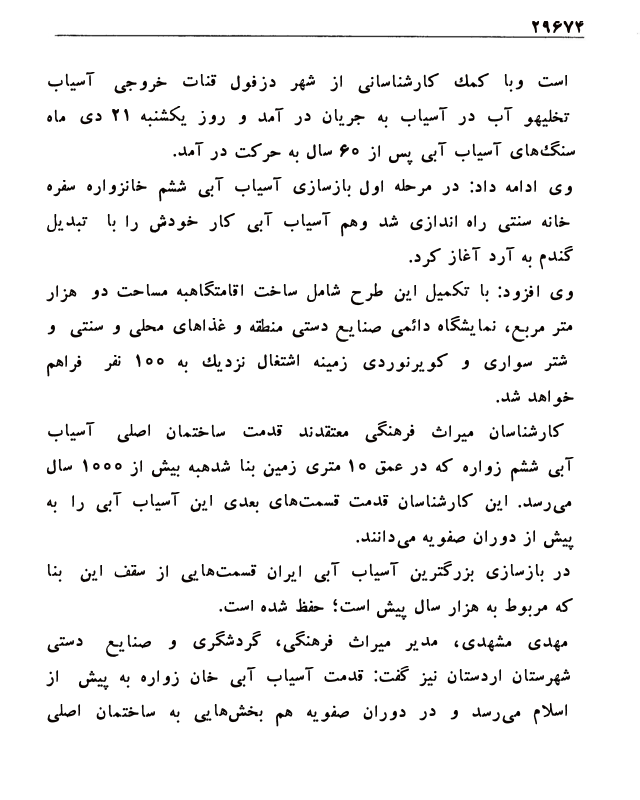 ۲۹۶۷۴
است وبا کمك کارشناسانی از شهر دزفول قنات خروجی آسیاب
تخلیهو آب در آسیاب به جریان در آمد و روز یکشنبه ۲۱ دی ماه
سنگ‌های آسیاب آبی پس از ۶۰ سال به حرکت در آمد.
وی ادامه داد: در مرحله اول بازسازی آسیاب آبی ششم خانزواره سفره
خانه سنتی راه اندازی شد وهم آسیاب آبی کار خودش را با تبدیل
گندم به آرد آغاز کرد.
وی افزود: با تکمیل این طرح شامل ساخت اقامتگاهبه مساحت دو هزار
متر مربع، نمایشگاه دائمی صنایع دستی منطقه و غذاهای محلی و سنتی و
شتر سواری و کویرنوردی زمینه اشتغال نزدیك به ۱۰۰ نفر فراهم
خواهد شد.
کارشناسان میراث فرهنگی معتقدند قدمت ساختمان اصلی آسیاب
آبی ششم زواره که در عمق ۱۰ متری زمین بنا شدهبه بیش از ۱۰۰۰ سال
می‌رسد. این کارشناسان قدمت قسمت‌های بعدی این آسیاب آبی را به
پیش از دوران صفویه می‌دانند.
در بازسازی بزرگترین آسیاب آبی ایران قسمت‌هایی از سقف این بنا
که مربوط به هزار سال پیش است؛ حفظ شده است.
مهدی مشهدی، مدیر میراث فرهنگی، گردشگری و صنایع دستی
شهرستان اردستان نیز گفت: قدمت آسیاب آبی خان زواره به پیش از
اسلام می‌رسد و در دوران صفویه هم بخش‌هایی به ساختمان اصلی